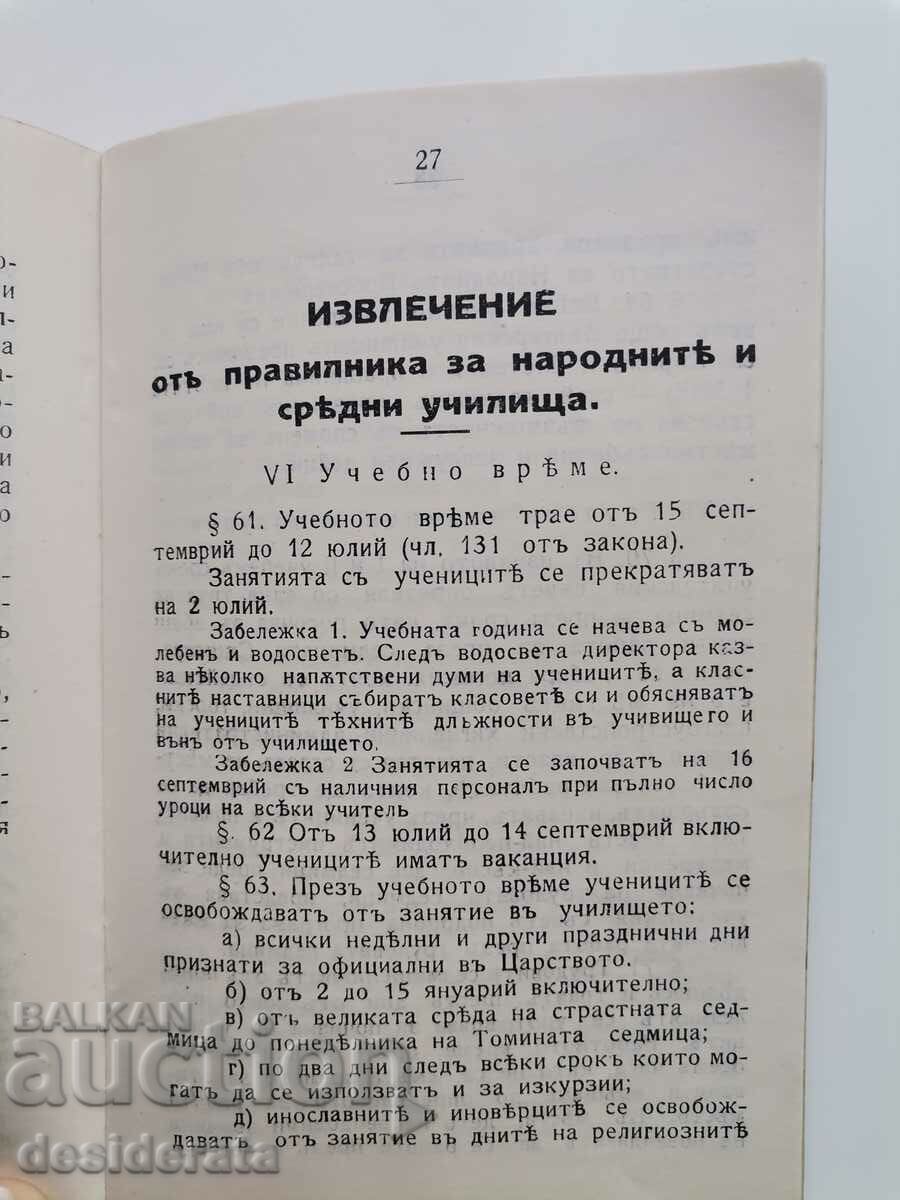 27
ИЗВЛЕЧЕНИЕ
отъ правилника за народнитѣ и
срѣдни училища.
VI Учебно врѣме.
§ 61. Учебното врѣме трае отъ 15 сеп-
темврий до 12 юлий (чл. 131 отъ закона).
Занятията съ ученицитѣ се прекратяватъ
на 2 юлий.
Забележка 1. Учебната година се начева съ мо-
лебенъ и водосветъ. Следъ водосвета директора каз-
ва нѣколко напѫтствени думи на ученицитѣ, а клас-
нитѣ наставници събиратъ класоветѣ си и обясняватъ
на ученицитѣ тѣхнитѣ длъжности въ учивищего и
вънъ отъ училището.
Забележка 2 Занятията се започватъ на 16
септемврий съ наличния персоналъ при пълно число
уроци на всѣки учитель
§. 62 Отъ 13 юлий до 14 септемврий вклю-
чително ученицитѣ иматъ ваканция.
§ 63. Презъ учебното врѣме ученицитѣ се
освобождаватъ отъ занятие въ училището:
а) всички недѣлни и други празднични дни
признати за официални въ Царството.
б) отъ 2 до 15 януарий включително;
в) отъ великата срѣда на страстната сед-
мица до понедѣлника на Томината седмица;
г) по два дни следъ всѣки срокъ които мо-
гатъ да се използватъ и за изкурзии;
д) инославнитѣ и иновѣрцитѣ се освобож-
даватъ отъ занятие въ днитѣ на религиознитѣ
BALKAN
auction
desiderata